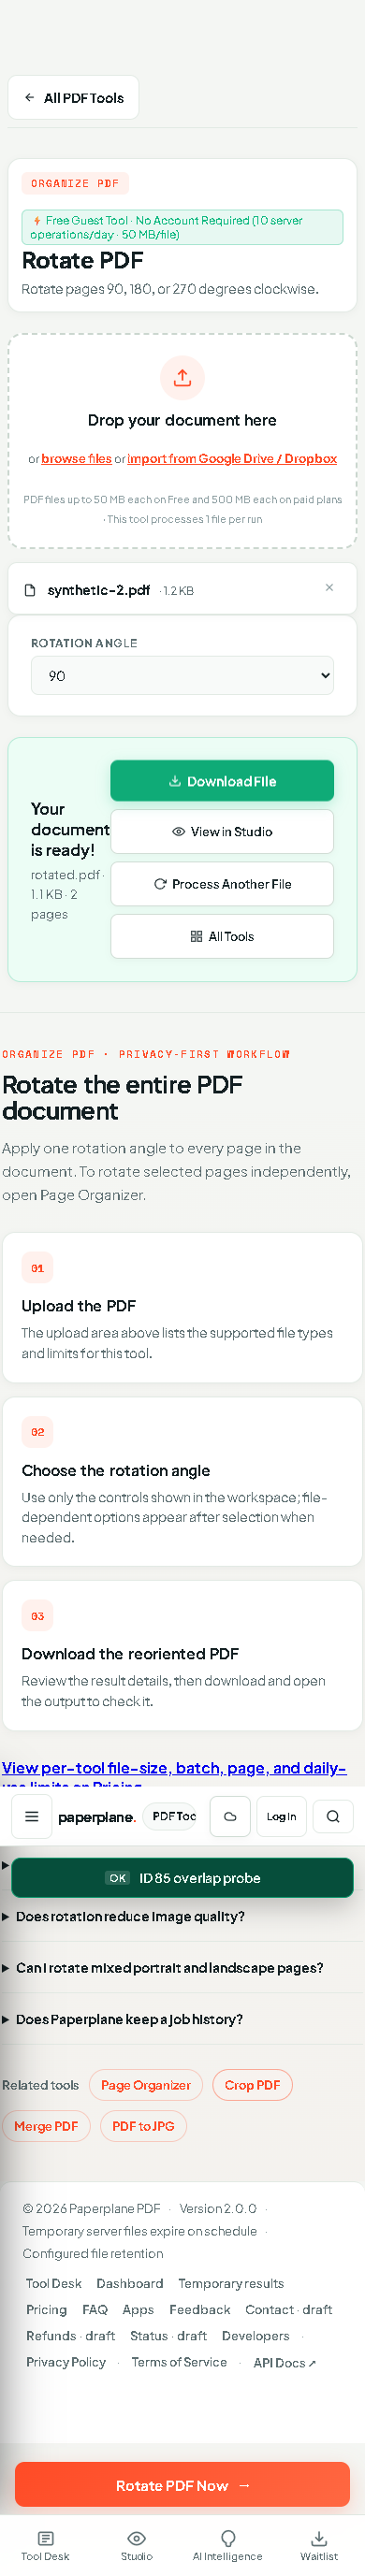 ← All PDF Tools
ORGANIZE PDF
Free Guest Tool · No Account Required (10 server
operations/day · 50 MB/file)
Rotate PDF
Rotate pages 90, 180, or 270 degrees clockwise.
Drop your document here
or browse files or import from Google Drive / Dropbox
PDF files up to 50 MB each on Free and 500 MB each on paid plans
· This tool processes 1 file per run
synthetic-2.pdf · 1.2 KB ×
ROTATION ANGLE
90
Your
document
is ready!
rotated.pdf ·
1.1 KB · 2
pages
Download File
View in Studio
Process Another File
All Tools
ORGANIZE PDF · PRIVACY-FIRST WORKFLOW
Rotate the entire PDF
document
Apply one rotation angle to every page in the
document. To rotate selected pages independently,
open Page Organizer.
01
Upload the PDF
The upload area above lists the supported file types
and limits for this tool.
02
Choose the rotation angle
Use only the controls shown in the workspace; file-
dependent options appear after selection when
needed.
03
Download the reoriented PDF
Review the result details, then download and open
the output to check it.
View per-tool file-size, batch, page, and daily-
use limits on Pricing
paperplane. PDF Too Log In
OK ID 85 overlap probe
Does rotation reduce image quality?
Can I rotate mixed portrait and landscape pages?
Does Paperplane keep a job history?
Related tools Page Organizer Crop PDF
Merge PDF PDF to JPG
© 2026 Paperplane PDF · Version 2.0.0 ·
Temporary server files expire on schedule ·
Configured file retention
Tool Desk Dashboard Temporary results
Pricing FAQ Apps Feedback Contact · draft
Refunds · draft Status · draft Developers ·
Privacy Policy · Terms of Service · API Docs ↗
Rotate PDF Now →
Tool Desk Studio AI Intelligence Waitlist